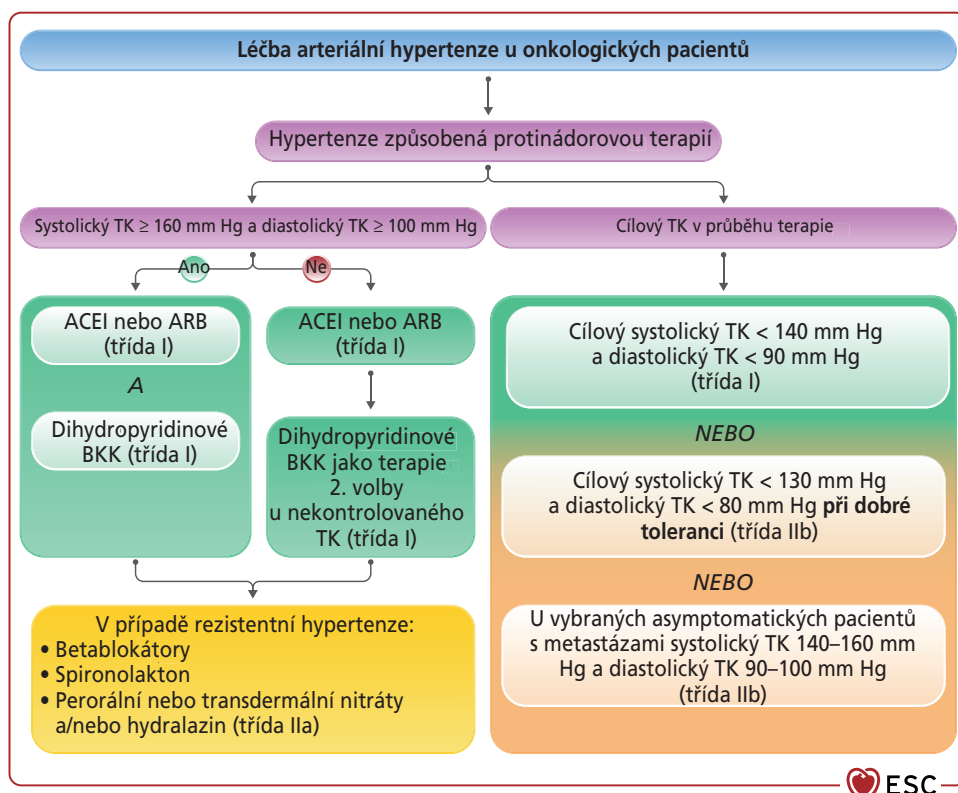 Léčba arteriální hypertenze u onkologických pacientů
Hypertenze způsobená protinádorovou terapií
Systolický TK ≥ 160 mm Hg a diastolický TK ≥ 100 mm Hg
Ano
Ne
ACEI nebo ARB
(třída I)
A
Dihydropyridinové
BKK (třída I)
ACEI nebo ARB
(třída I)
Dihydropyridinové
BKK jako terapie
2. volby
u nekontrolovaného
TK (třída I)
V případě rezistentní hypertenze:
• Betablokátory
• Spironolakton
• Perorální nebo transdermální nitráty
a/nebo hydralazin (třída IIa)
Cílový TK v průběhu terapie
Cílový systolický TK < 140 mm Hg
a diastolický TK < 90 mm Hg
(třída I)
NEBO
Cílový systolický TK < 130 mm Hg
a diastolický TK < 80 mm Hg při dobré
toleranci (třída IIb)
NEBO
U vybraných asymptomatických pacientů
s metastázami systolický TK 140–160 mm
Hg a diastolický TK 90–100 mm Hg
(třída IIb)
ESC